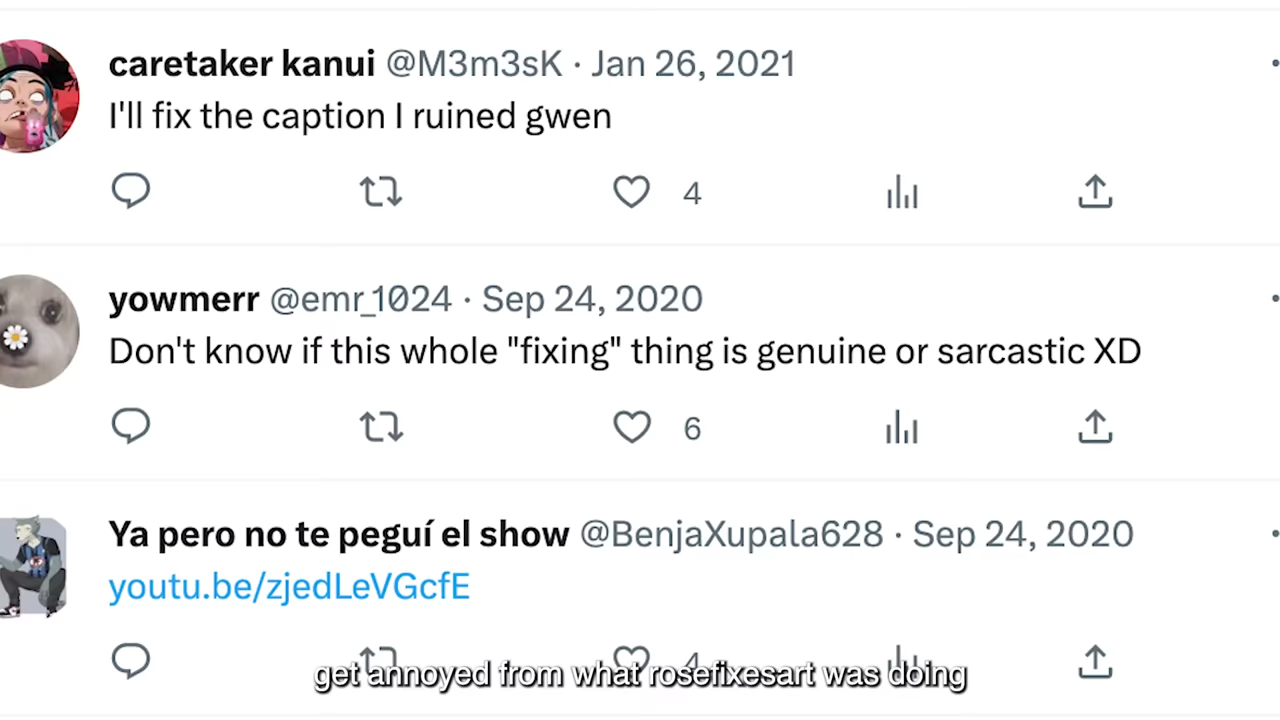 caretaker kanui @M3m3sK · Jan 26, 2021
I'll fix the caption I ruined gwen
4
yowmerr @emr_1024 · Sep 24, 2020
Don't know if this whole "fixing" thing is genuine or sarcastic XD
6
Ya pero no te peguí el show @BenjaXupala628 · Sep 24, 2020
youtu.be/zjedLeVGcfE
4
get annoyed from what rosefixesart was doing